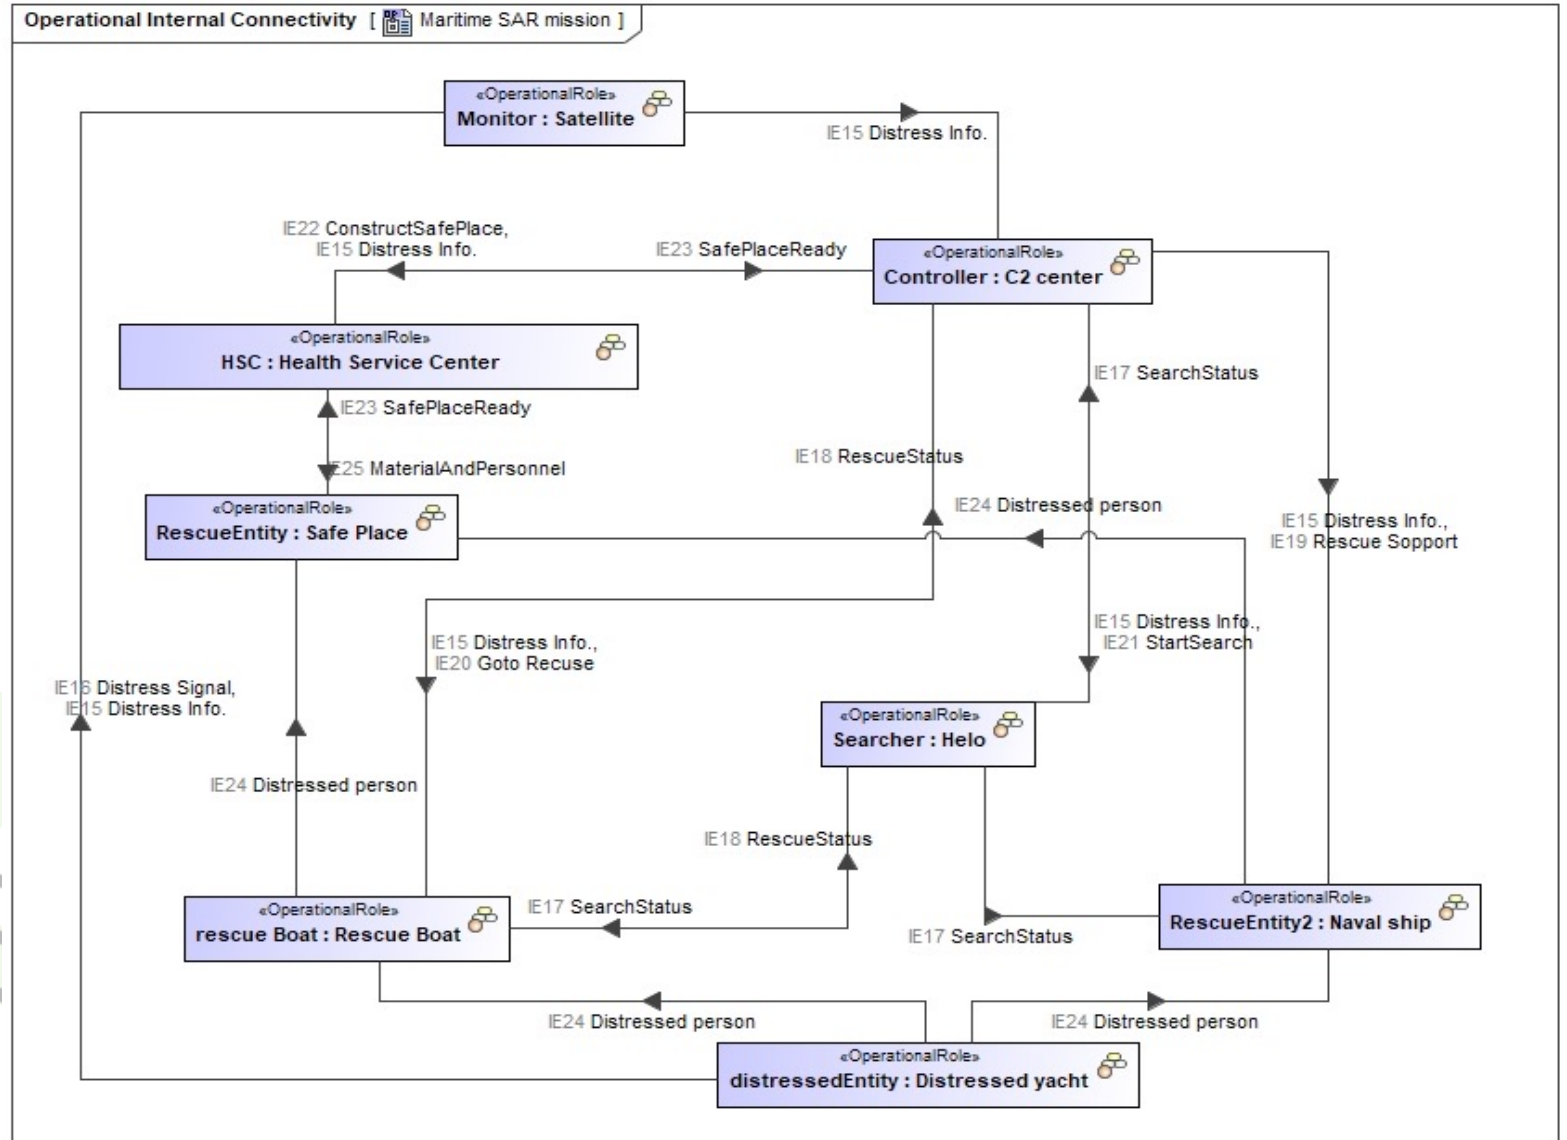 Operational Internal Connectivity [ Maritime SAR mission ]
«OperationalRole»
Monitor : Satellite
IE15 Distress Info.
IE22 ConstructSafePlace,
IE15 Distress Info.
IE23 SafePlaceReady
«OperationalRole»
Controller : C2 center
«OperationalRole»
HSC : Health Service Center
IE17 SearchStatus
IE23 SafePlaceReady
IE18 RescueStatus
IE25 MaterialAndPersonnel
«OperationalRole»
RescueEntity : Safe Place
IE24 Distressed person
IE15 Distress Info.,
IE19 Rescue Sopport
IE15 Distress Info.,
IE20 Goto Recuse
IE15 Distress Info.,
IE21 StartSearch
IE16 Distress Signal,
IE15 Distress Info.
«OperationalRole»
Searcher : Helo
IE24 Distressed person
IE18 RescueStatus
«OperationalRole»
rescue Boat : Rescue Boat
IE17 SearchStatus
IE17 SearchStatus
«OperationalRole»
RescueEntity2 : Naval ship
IE24 Distressed person
IE24 Distressed person
«OperationalRole»
distressedEntity : Distressed yacht